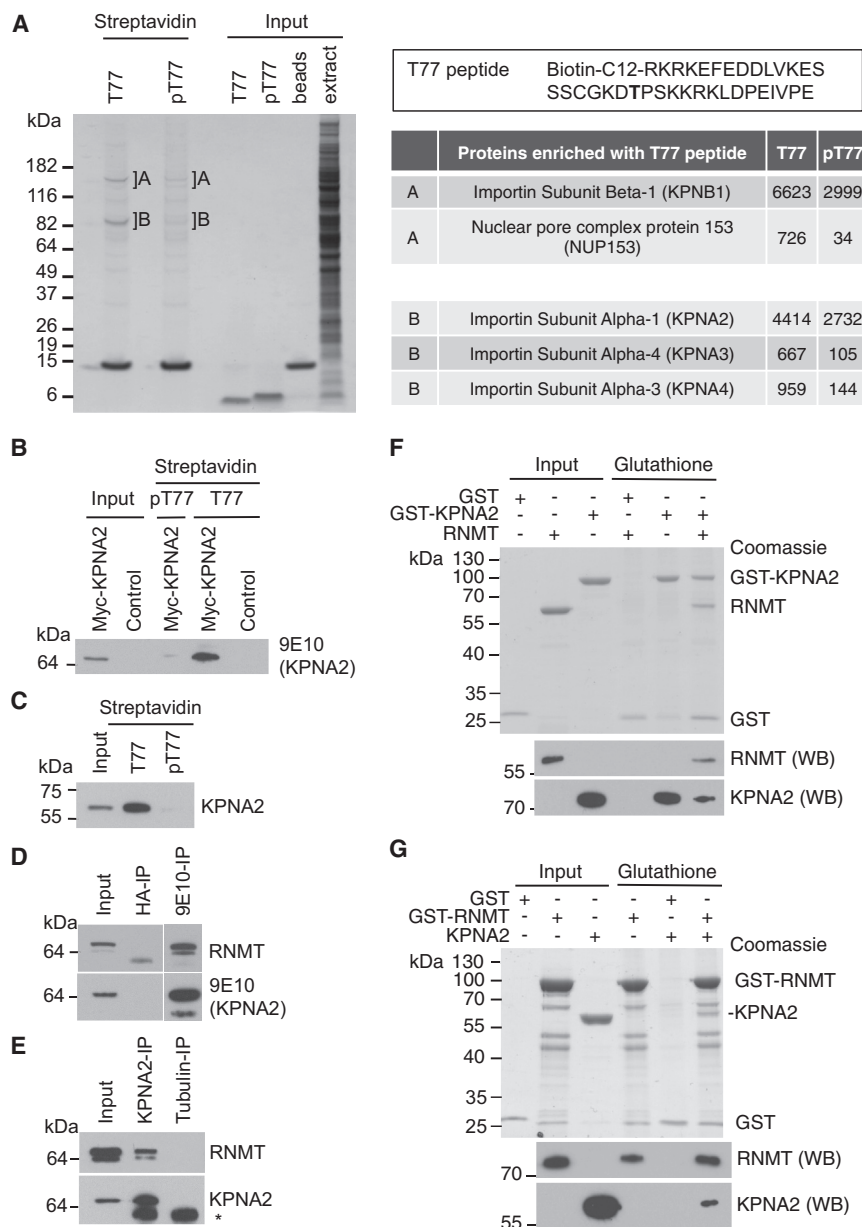 A
Streptavidin
Input
T77
pT77
T77
pT77
beads
extract
kDa
182
116
82
64
49
37
26
19
15
6
]A
]A
]B
]B
T77 peptide Biotin-C12-RKRKEFEDDLVKES
SSCGKDTPSKKRKLDPEIVPE
Proteins enriched with T77 peptide T77 pT77
A Importin Subunit Beta-1 (KPNB1) 6623 2999
A Nuclear pore complex protein 153
(NUP153) 726 34
B Importin Subunit Alpha-1 (KPNA2) 4414 2732
B Importin Subunit Alpha-4 (KPNA3) 667 105
B Importin Subunit Alpha-3 (KPNA4) 959 144
B
Streptavidin
Input pT77 T77
Myc-KPNA2
Control
Myc-KPNA2
Myc-KPNA2
Control
kDa
64
9E10
(KPNA2)
C
Streptavidin
Input
T77
pT77
kDa
75
55
KPNA2
D
Input
HA-IP
9E10-IP
kDa
64
RNMT
64
9E10
(KPNA2)
E
Input
KPNA2-IP
Tubulin-IP
kDa
64
RNMT
64
KPNA2
*
F
Input Glutathione
GST + - - + - -
GST-KPNA2 - - + - + +
RNMT - + - + - +
kDa
Coomassie
130
100
70
55
40
35
25
GST-KPNA2
RNMT
GST
55
RNMT (WB)
70
KPNA2 (WB)
G
Input Glutathione
GST + - - - + -
GST-RNMT - + - + - +
KPNA2 - - + - + +
kDa
Coomassie
130
100
70
55
40
35
25
GST-RNMT
-KPNA2
GST
70
RNMT (WB)
55
KPNA2 (WB)